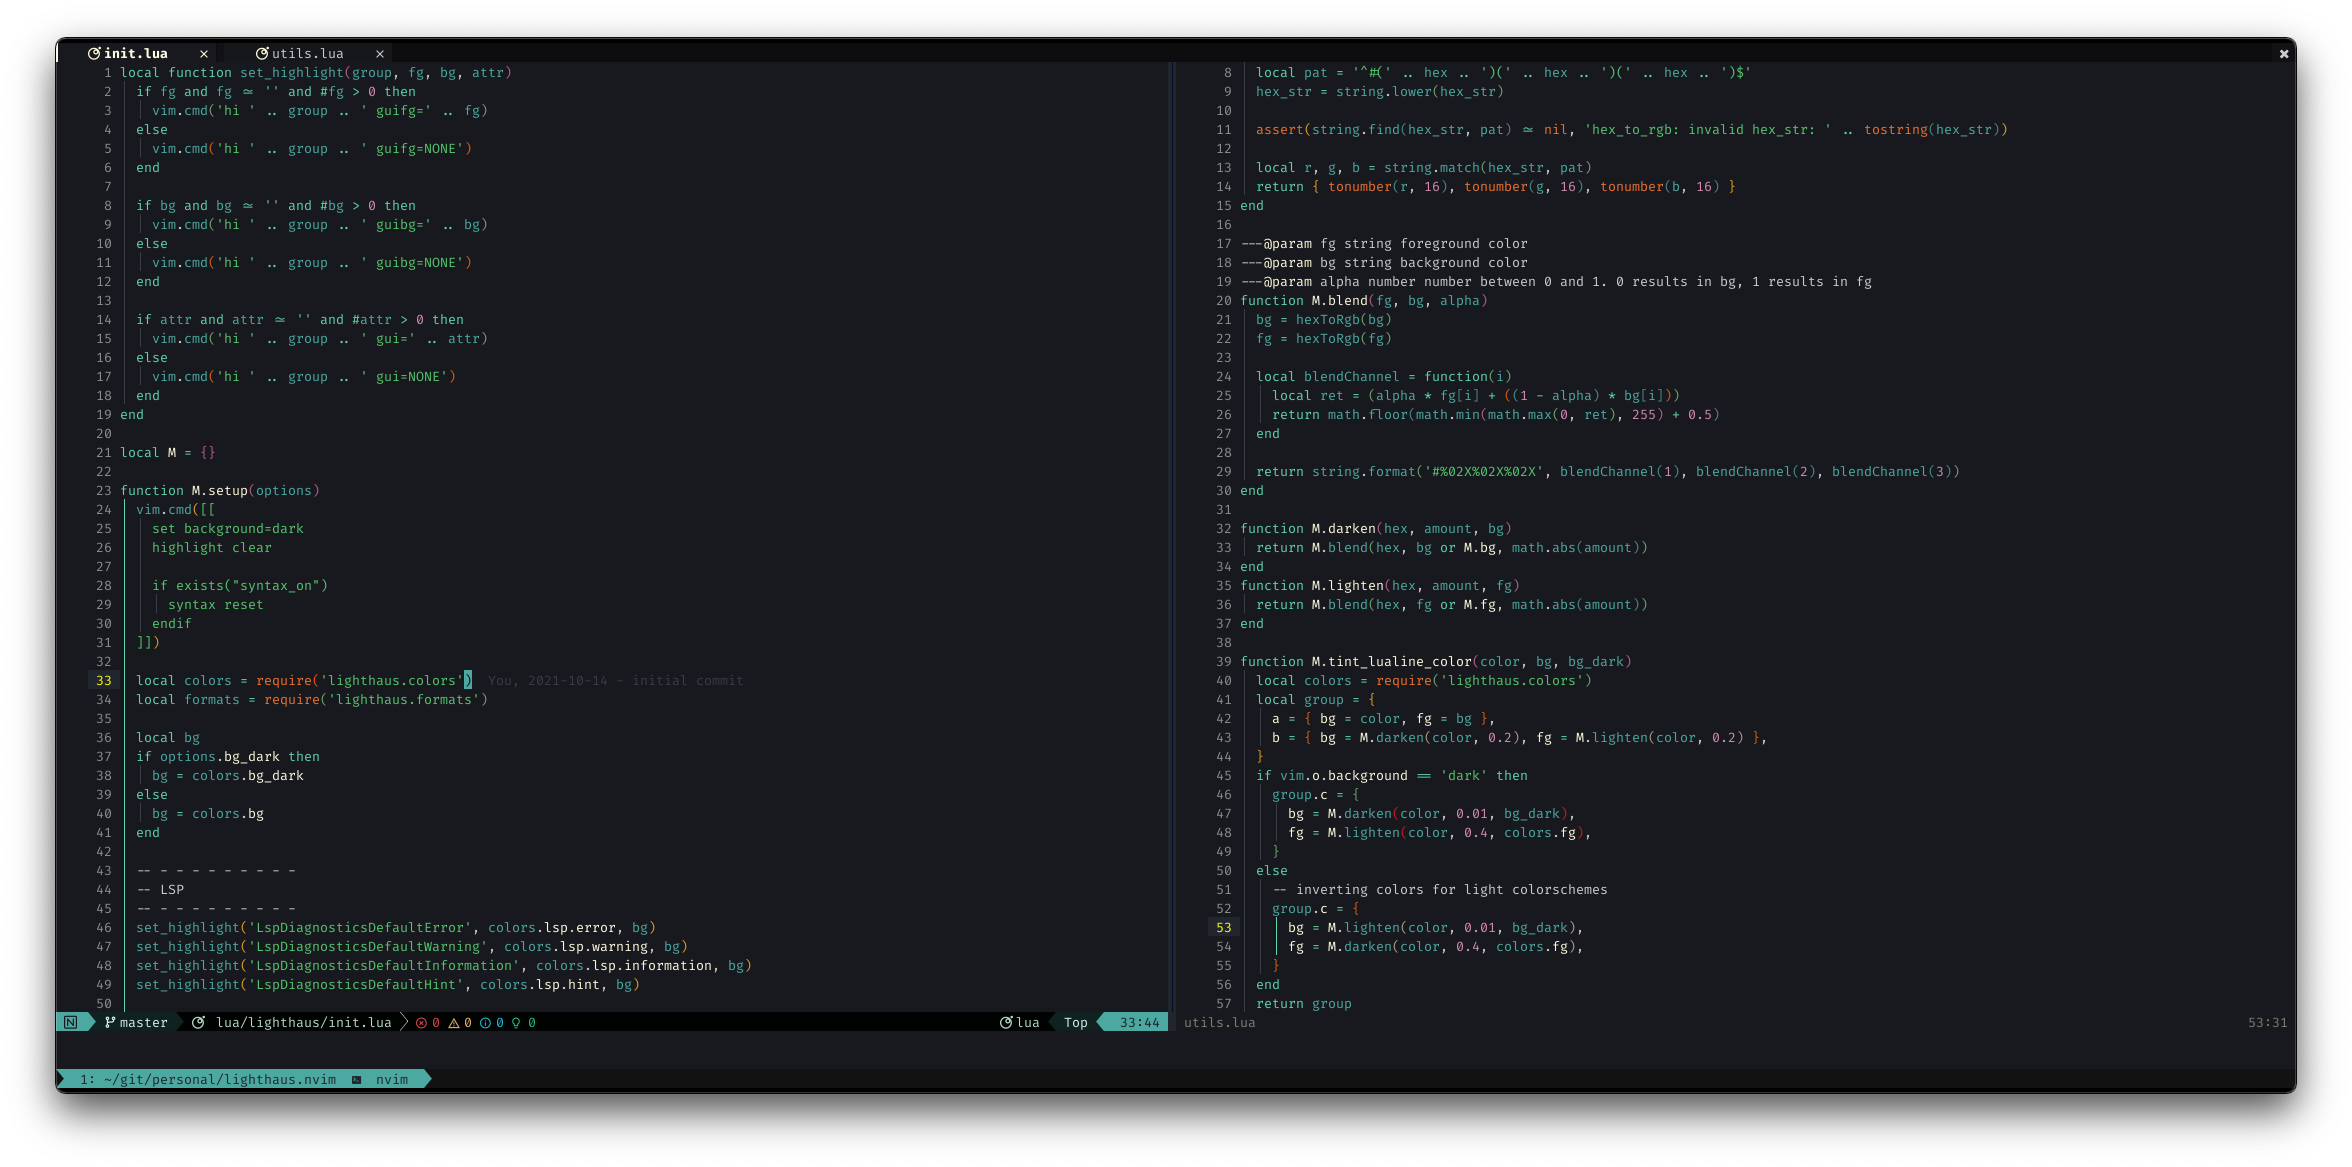 init.lua × utils.lua ×
1 local function set_highlight(group, fg, bg, attr)
2 if fg and fg ≃ '' and #fg > 0 then
3 vim.cmd('hi ' .. group .. ' guifg=' .. fg)
4 else
5 vim.cmd('hi ' .. group .. ' guifg=NONE')
6 end
7
8 if bg and bg ≃ '' and #bg > 0 then
9 vim.cmd('hi ' .. group .. ' guibg=' .. bg)
10 else
11 vim.cmd('hi ' .. group .. ' guibg=NONE')
12 end
13
14 if attr and attr ≃ '' and #attr > 0 then
15 vim.cmd('hi ' .. group .. ' gui=' .. attr)
16 else
17 vim.cmd('hi ' .. group .. ' gui=NONE')
18 end
19 end
20
21 local M = {}
22
23 function M.setup(options)
24 vim.cmd([[
25 set background=dark
26 highlight clear
27
28 if exists("syntax_on")
29 syntax reset
30 endif
31 ]])
32
33 local colors = require('lighthaus.colors') You, 2021-10-14 - initial commit
34 local formats = require('lighthaus.formats')
35
36 local bg
37 if options.bg_dark then
38 bg = colors.bg_dark
39 else
40 bg = colors.bg
41 end
42
43 -- - - - - - - - - -
44 -- LSP
45 -- - - - - - - - - -
46 set_highlight('LspDiagnosticsDefaultError', colors.lsp.error, bg)
47 set_highlight('LspDiagnosticsDefaultWarning', colors.lsp.warning, bg)
48 set_highlight('LspDiagnosticsDefaultInformation', colors.lsp.information, bg)
49 set_highlight('LspDiagnosticsDefaultHint', colors.lsp.hint, bg)
50
8 local pat = '^#(' .. hex .. ')(' .. hex .. ')(' .. hex .. ')$'
9 hex_str = string.lower(hex_str)
10
11 assert(string.find(hex_str, pat) ≃ nil, 'hex_to_rgb: invalid hex_str: ' .. tostring(hex_str))
12
13 local r, g, b = string.match(hex_str, pat)
14 return { tonumber(r, 16), tonumber(g, 16), tonumber(b, 16) }
15 end
16
17 ---@param fg string foreground color
18 ---@param bg string background color
19 ---@param alpha number number between 0 and 1. 0 results in bg, 1 results in fg
20 function M.blend(fg, bg, alpha)
21 bg = hexToRgb(bg)
22 fg = hexToRgb(fg)
23
24 local blendChannel = function(i)
25 local ret = (alpha * fg[i] + ((1 - alpha) * bg[i]))
26 return math.floor(math.min(math.max(0, ret), 255) + 0.5)
27 end
28
29 return string.format('#%02X%02X%02X', blendChannel(1), blendChannel(2), blendChannel(3))
30 end
31
32 function M.darken(hex, amount, bg)
33 return M.blend(hex, bg or M.bg, math.abs(amount))
34 end
35 function M.lighten(hex, amount, fg)
36 return M.blend(hex, fg or M.fg, math.abs(amount))
37 end
38
39 function M.tint_lualine_color(color, bg, bg_dark)
40 local colors = require('lighthaus.colors')
41 local group = {
42 a = { bg = color, fg = bg },
43 b = { bg = M.darken(color, 0.2), fg = M.lighten(color, 0.2) },
44 }
45 if vim.o.background == 'dark' then
46 group.c = {
47 bg = M.darken(color, 0.01, bg_dark),
48 fg = M.lighten(color, 0.4, colors.fg),
49 }
50 else
51 -- inverting colors for light colorschemes
52 group.c = {
53 bg = M.lighten(color, 0.01, bg_dark),
54 fg = M.darken(color, 0.4, colors.fg),
55 }
56 end
57 return group
N master lua/lighthaus/init.lua 0 0 0 0 lua Top 33:44 utils.lua 53:31
1: ~/git/personal/lighthaus.nvim nvim